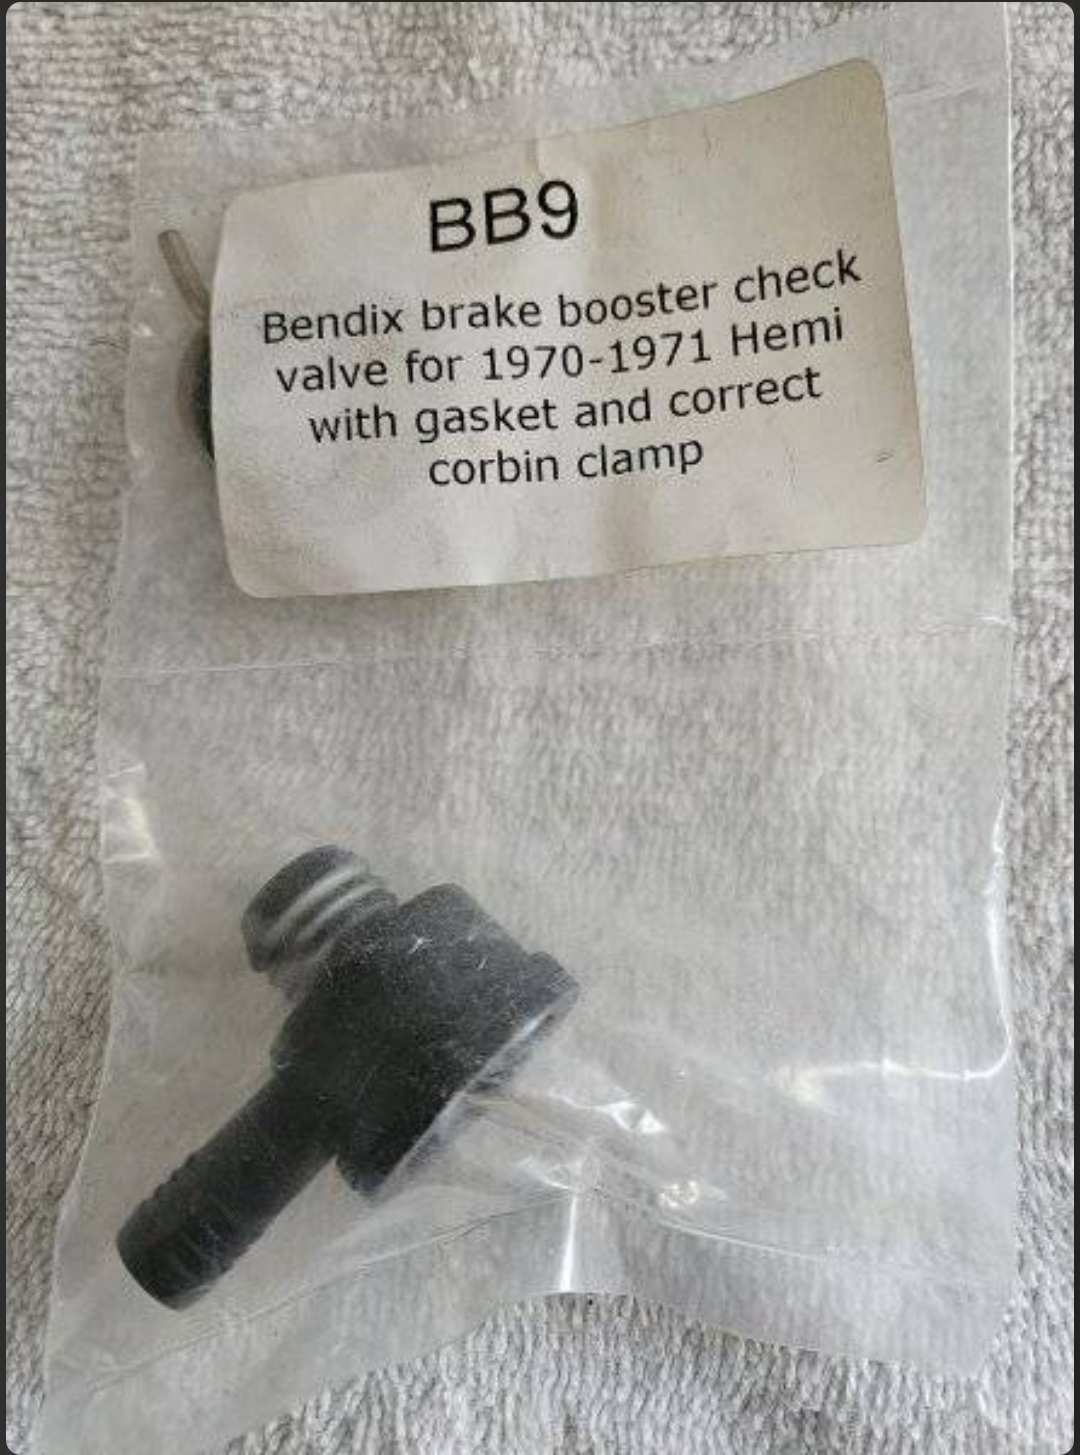 BB9
Bendix brake booster check
valve for 1970-1971 Hemi
with gasket and correct
corbin clamp